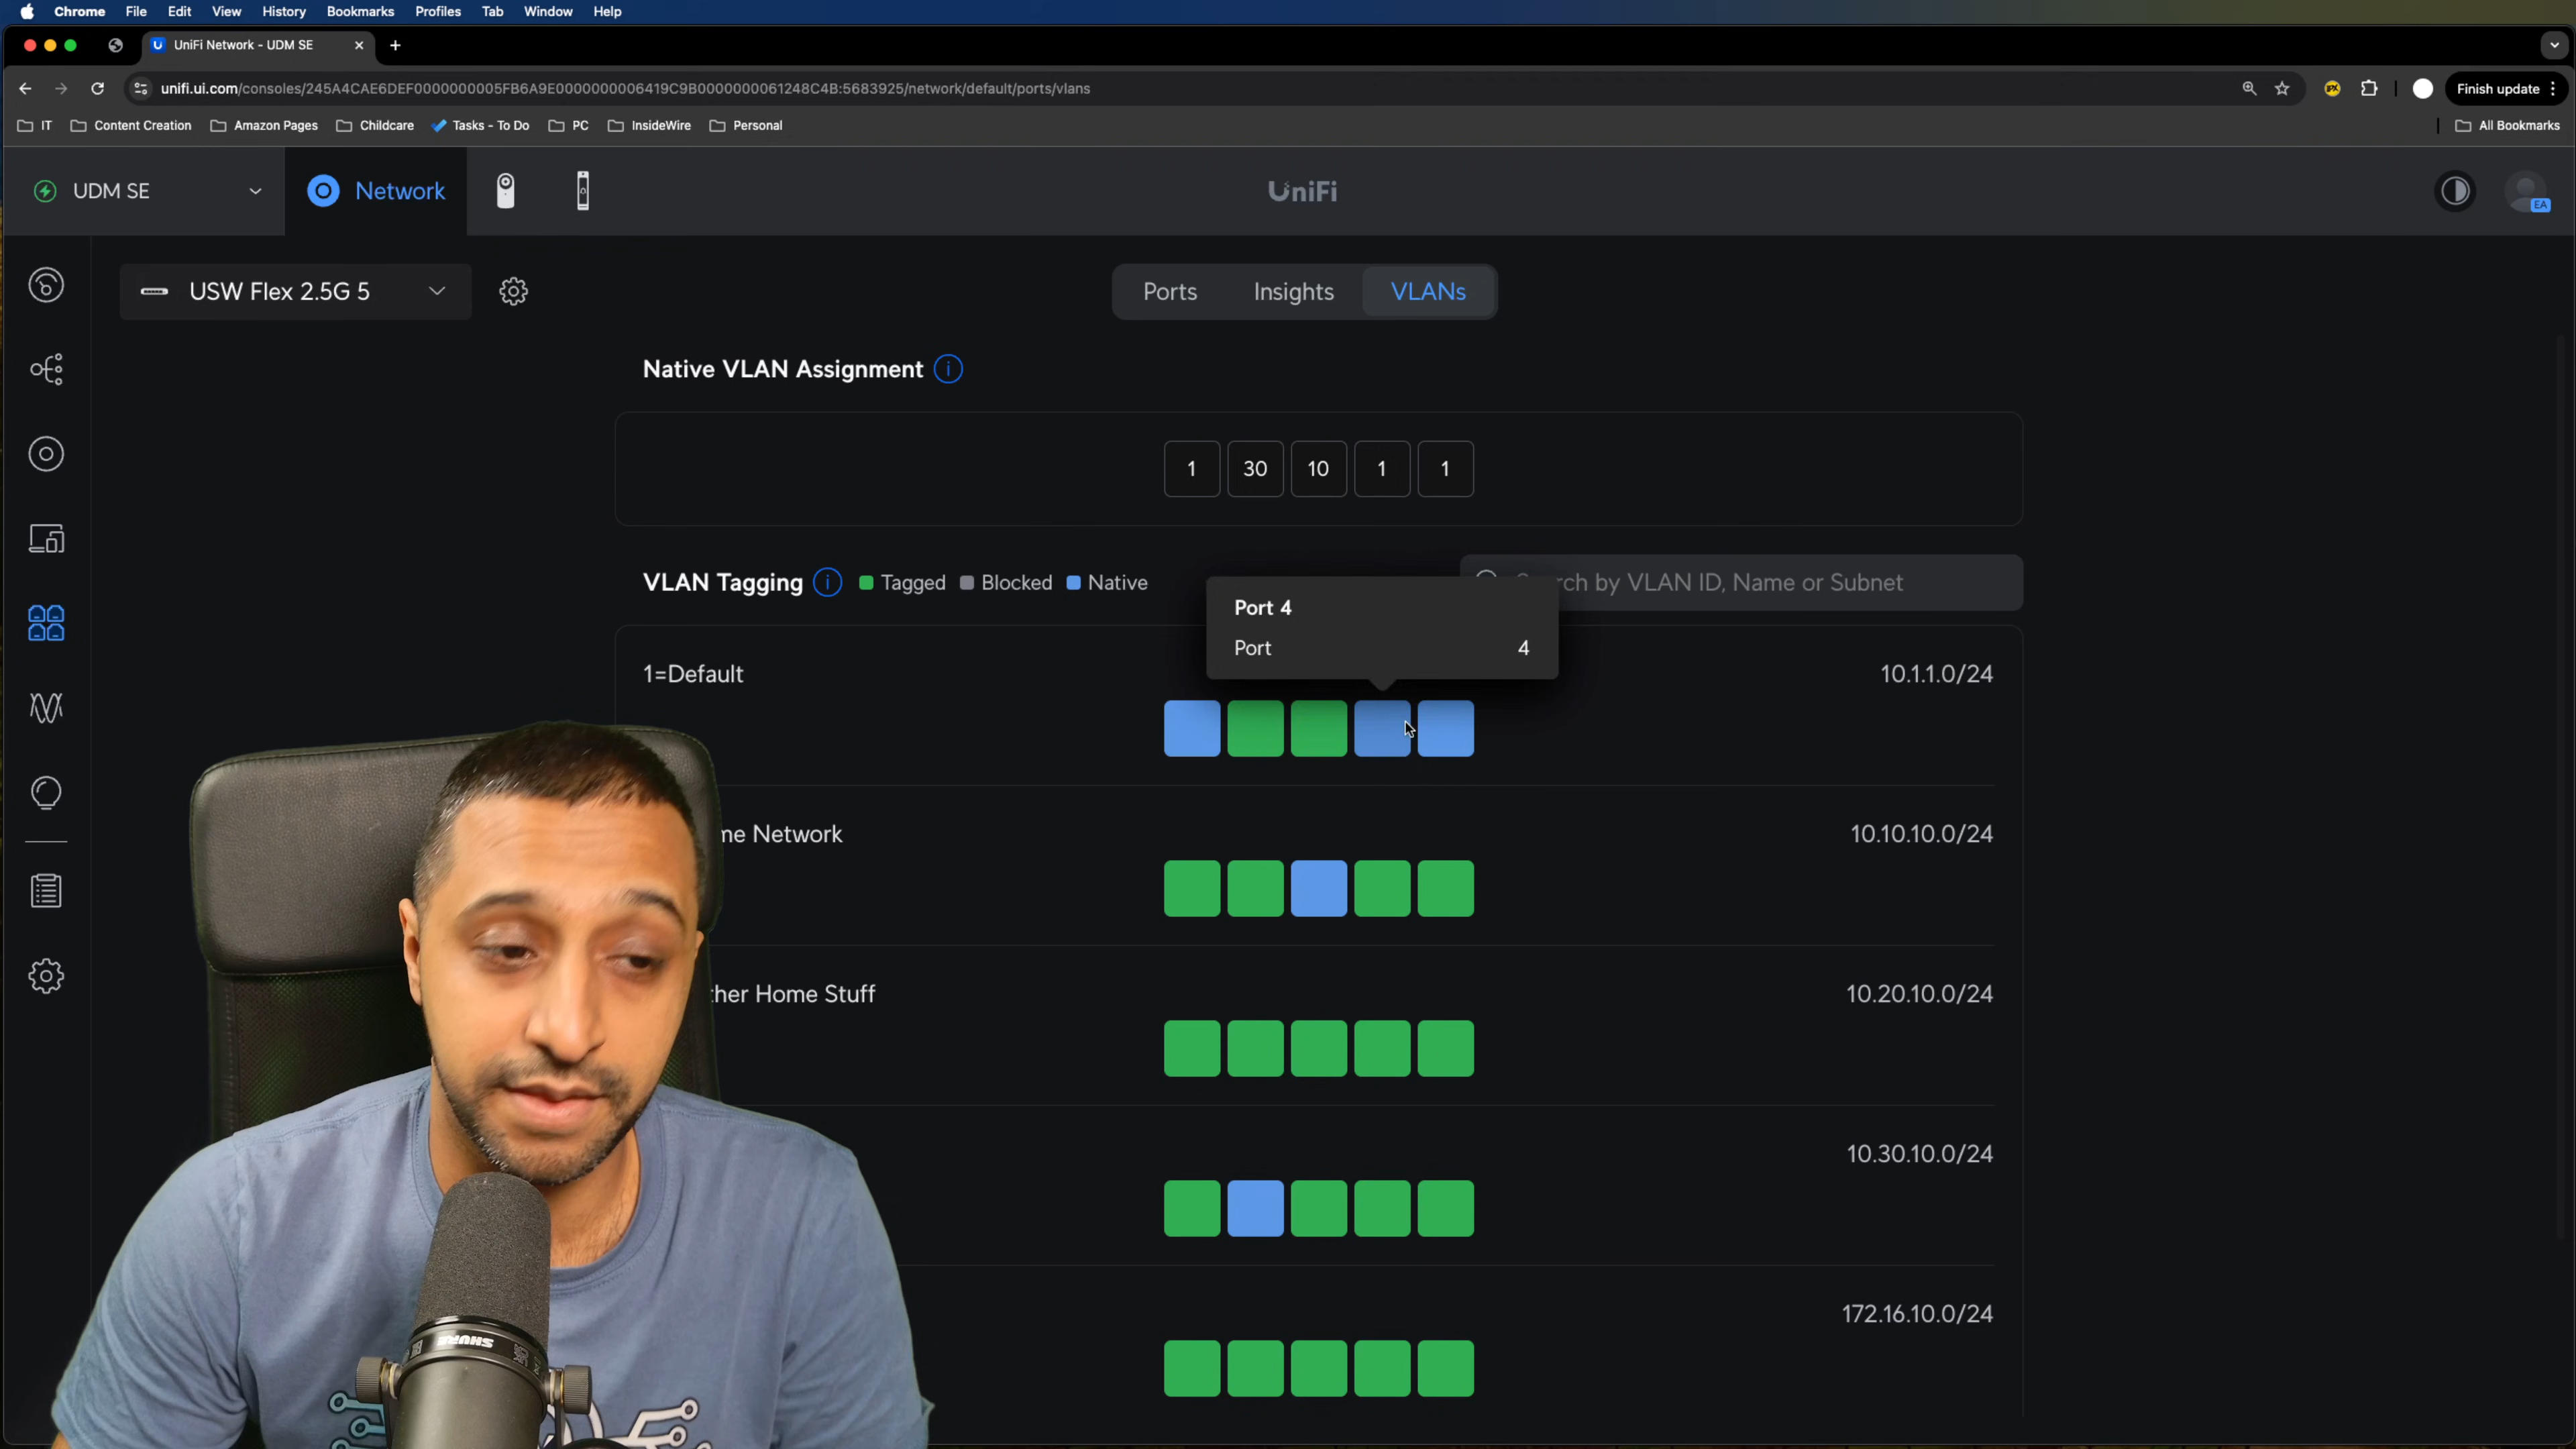 Chrome File Edit View History Bookmarks Profiles Tab Window Help
UniFi Network - UDM SE
unifi.ui.com/consoles/245A4CAE6DEF0000000005FB6A9E0000000006419C9B0000000061248C4B:5683925/network/default/ports/vlans
Finish update
IT Content Creation Amazon Pages Childcare Tasks - To Do PC InsideWire Personal All Bookmarks
UDM SE Network UniFi
EA
USW Flex 2.5G 5 Ports Insights VLANs
Native VLAN Assignment
1 30 10 1 1
VLAN Tagging Tagged Blocked Native
rch by VLAN ID, Name or Subnet
Port 4
Port 4
1=Default 10.1.1.0/24
me Network 10.10.10.0/24
ther Home Stuff 10.20.10.0/24
10.30.10.0/24
172.16.10.0/24
SHURE